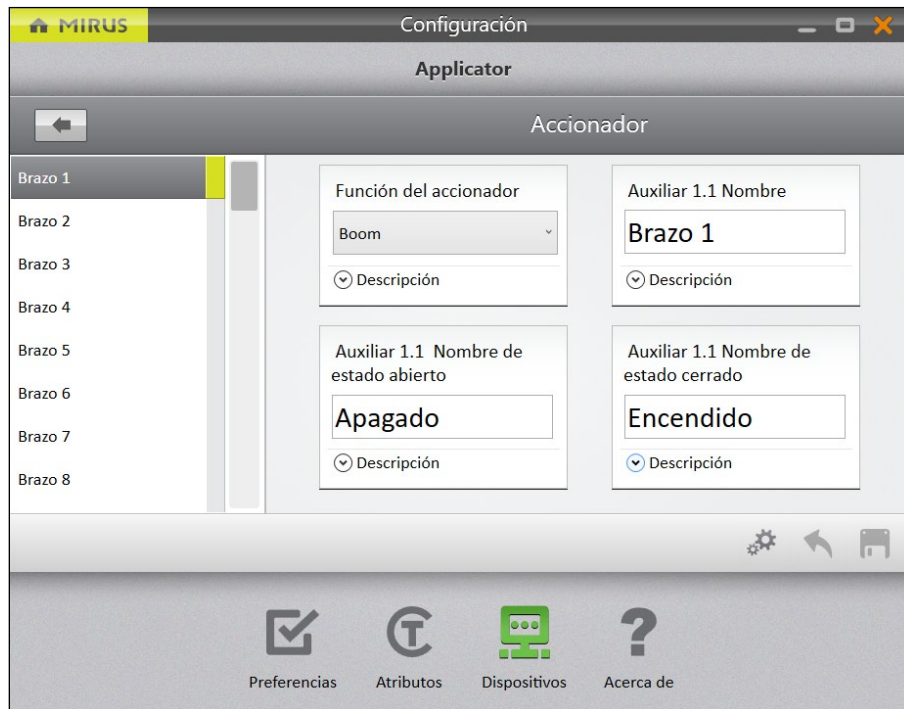 MIRUS
Configuración
Applicator
Accionador
Brazo 1
Brazo 2
Brazo 3
Brazo 4
Brazo 5
Brazo 6
Brazo 7
Brazo 8
Función del accionador
Boom
Descripción
Auxiliar 1.1 Nombre
Brazo 1
Descripción
Auxiliar 1.1 Nombre de
estado abierto
Apagado
Descripción
Auxiliar 1.1 Nombre de
estado cerrado
Encendido
Descripción
Preferencias
Atributos
Dispositivos
Acerca de